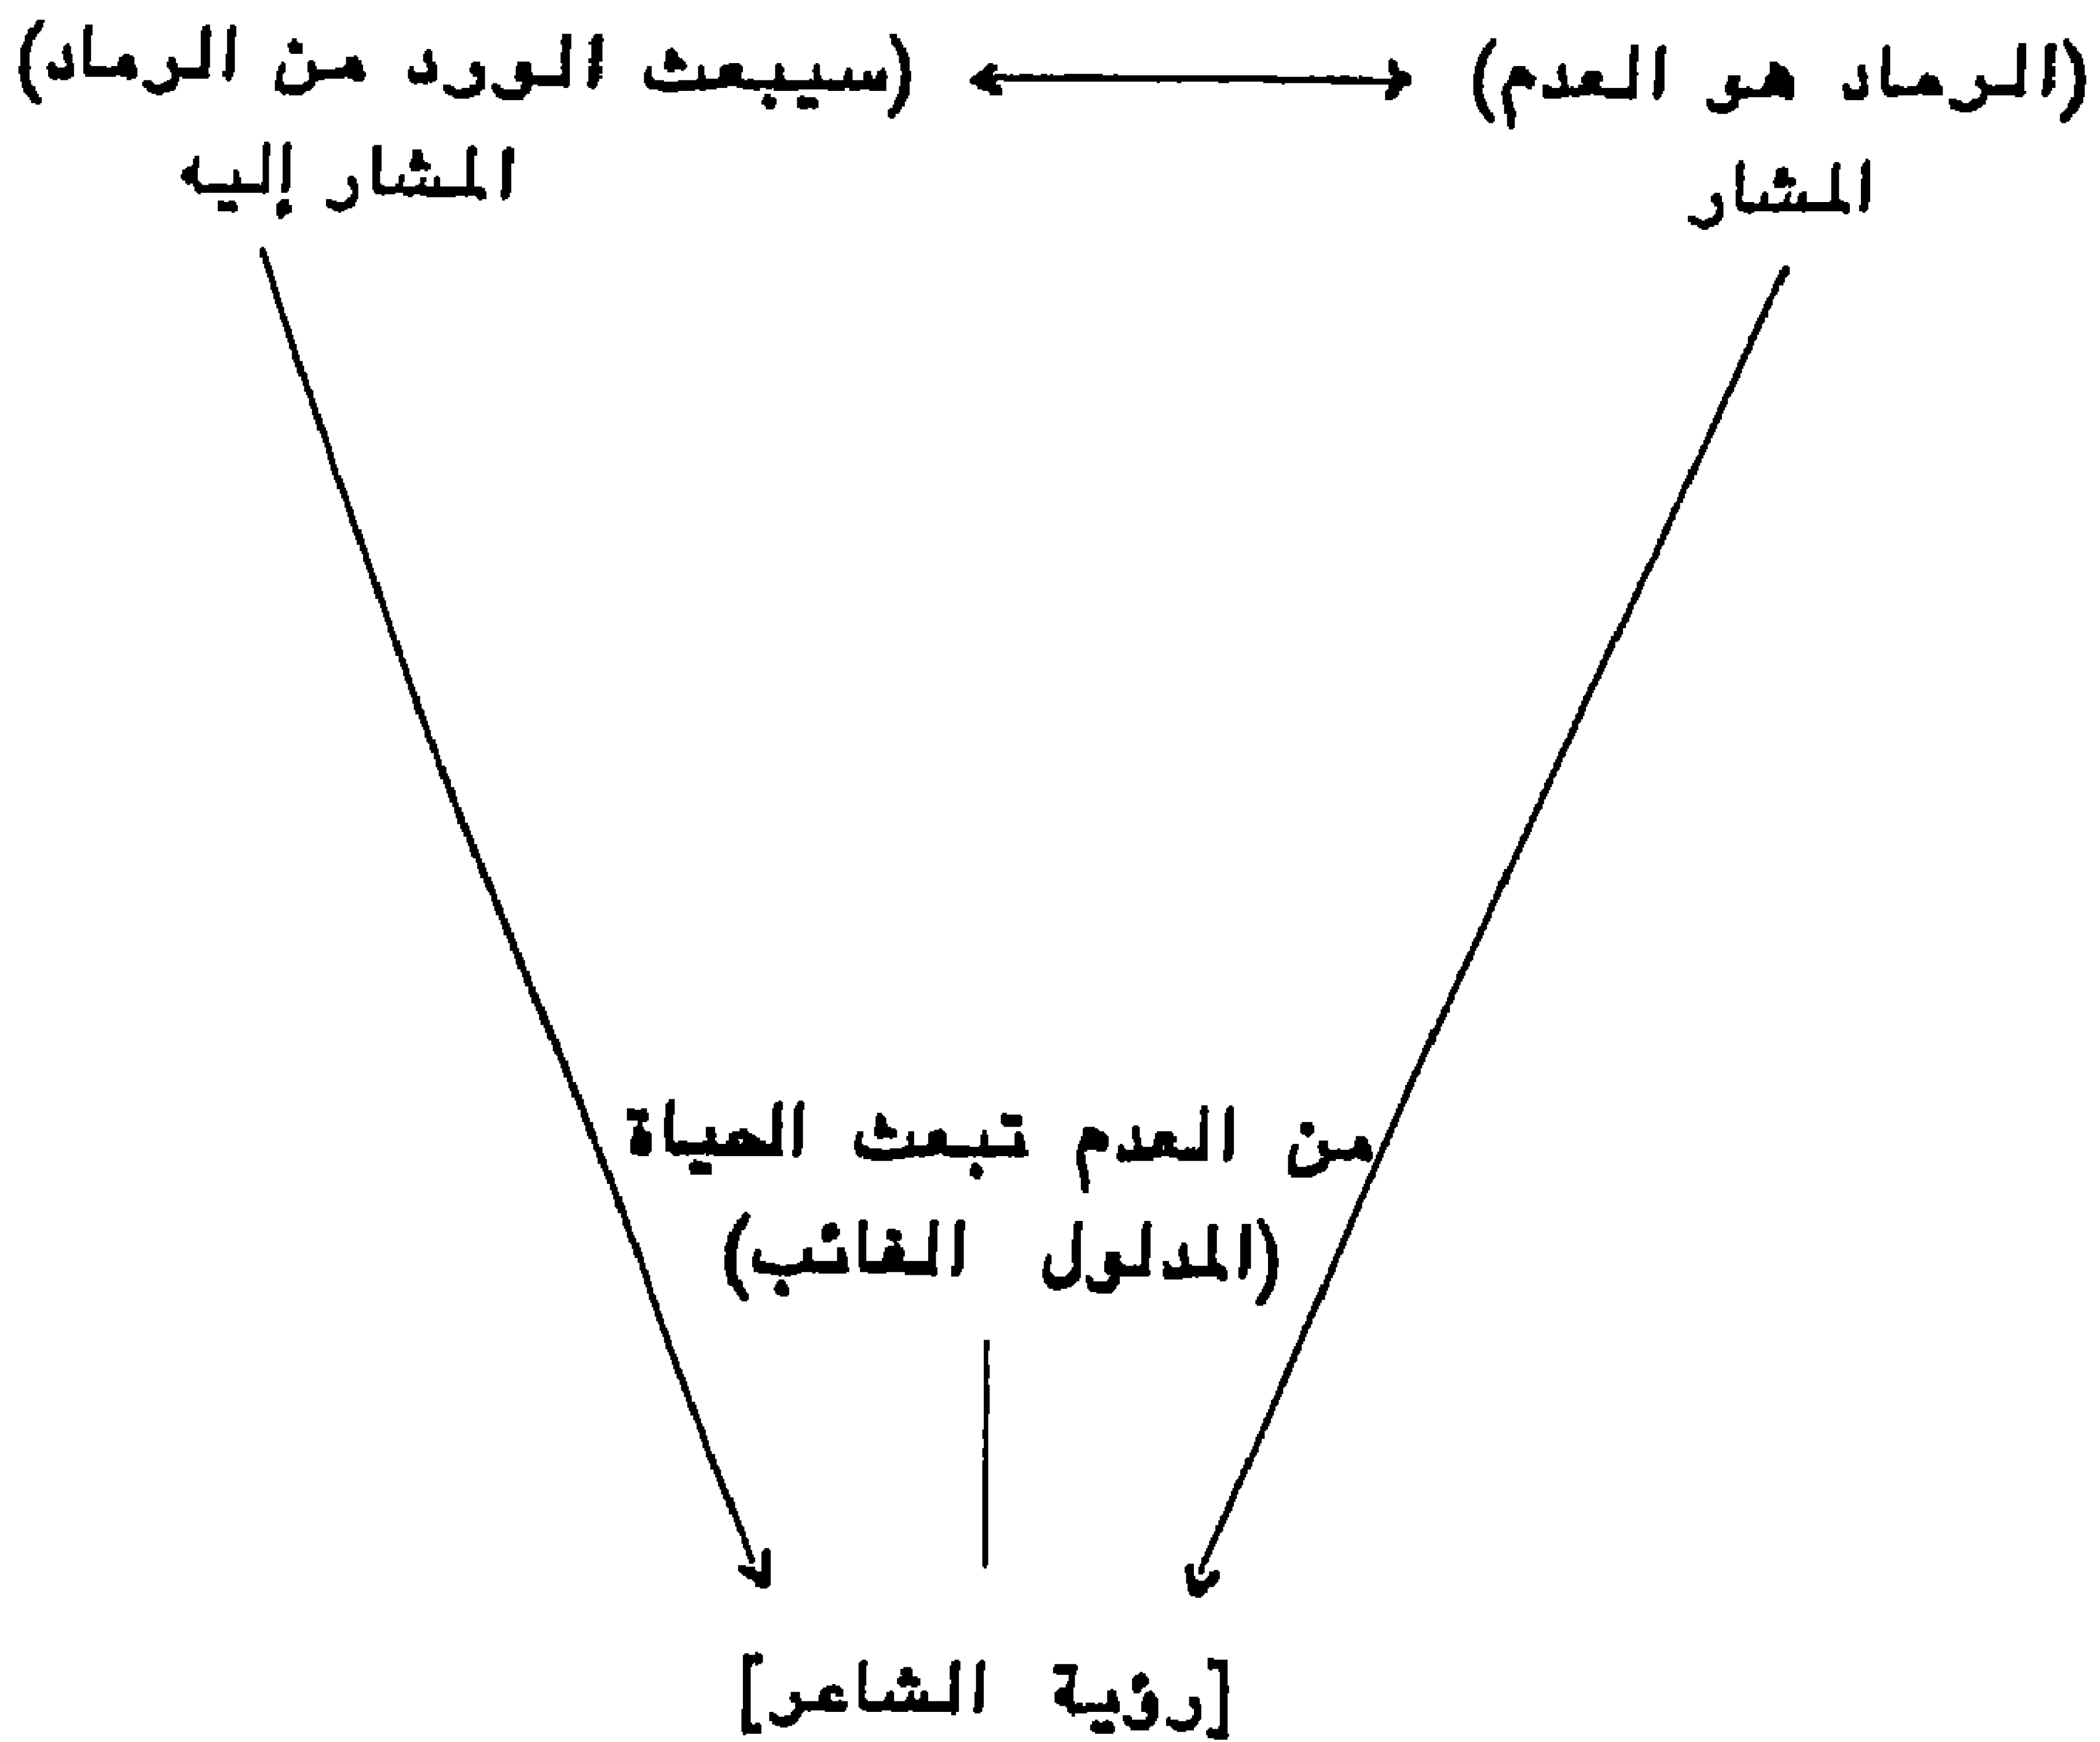 (الرماد هو العدم)
(سيبعث الورد من الرماد)
المشار
المشار إليه
من العدم تبعث الحياة
(المدلول الغائب)
[رؤية الشاعر]